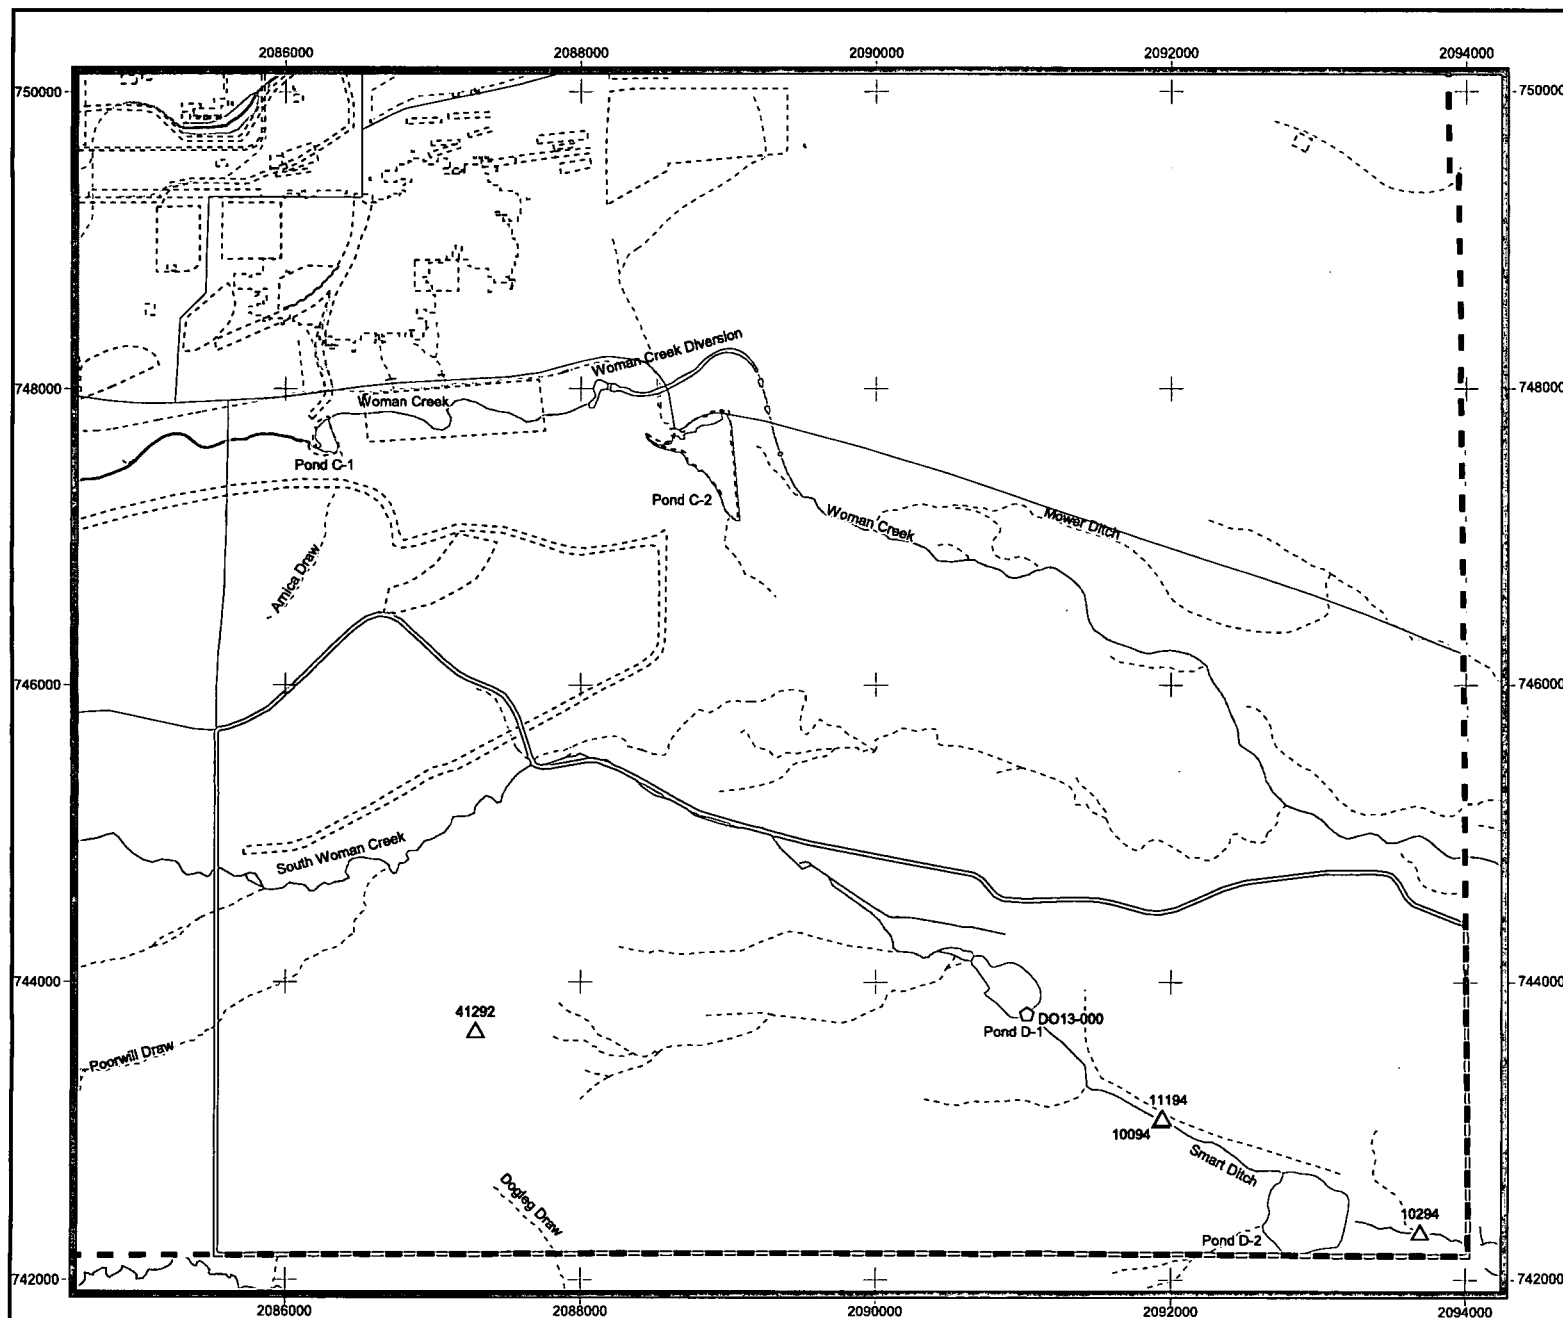 2086000 2088000 2090000 2092000 2094000
750000 750000
Woman Creek Diversion
748000 748000
Woman Creek
Pond C-1
Pond C-2
Woman Creek
Mower Ditch
Arnica Draw
746000 746000
South Woman Creek
744000 744000
41292
DO13-000
Pond D-1
Poorwill Draw
11194
10094
Smart Ditch
Dogleg Draw
10294
Pond D-2
742000 742000
2086000 2088000 2090000 2092000 2094000